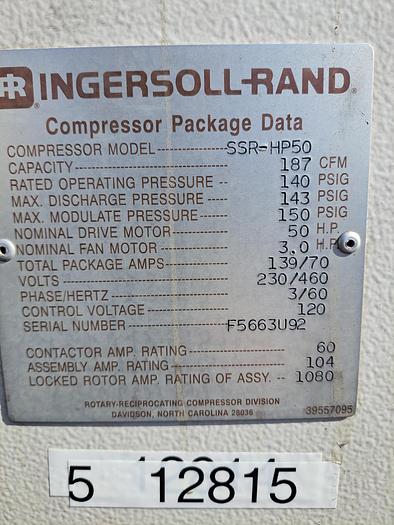 IR INGERSOLL-RAND®
Compressor Package Data
COMPRESSOR MODEL -------- SSR-HP50
CAPACITY -------- 187 CFM
RATED OPERATING PRESSURE -- 140 PSIG
MAX. DISCHARGE PRESSURE ---- 143 PSIG
MAX. MODULATE PRESSURE ---- 150 PSIG
NOMINAL DRIVE MOTOR -------- 50 H.P.
NOMINAL FAN MOTOR -------- 3.0 H.P.
TOTAL PACKAGE AMPS -------- 139/70
VOLTS -------- 230/460
PHASE/HERTZ -------- 3/60
CONTROL VOLTAGE -------- 120
SERIAL NUMBER -------- F5663U92
CONTACTOR AMP. RATING -------- 60
ASSEMBLY AMP. RATING -------- 104
LOCKED ROTOR AMP. RATING OF ASSY. -- 1080
ROTARY-RECIPROCATING COMPRESSOR DIVISION
DAVIDSON, NORTH CAROLINA 28036
39557095
5 12815